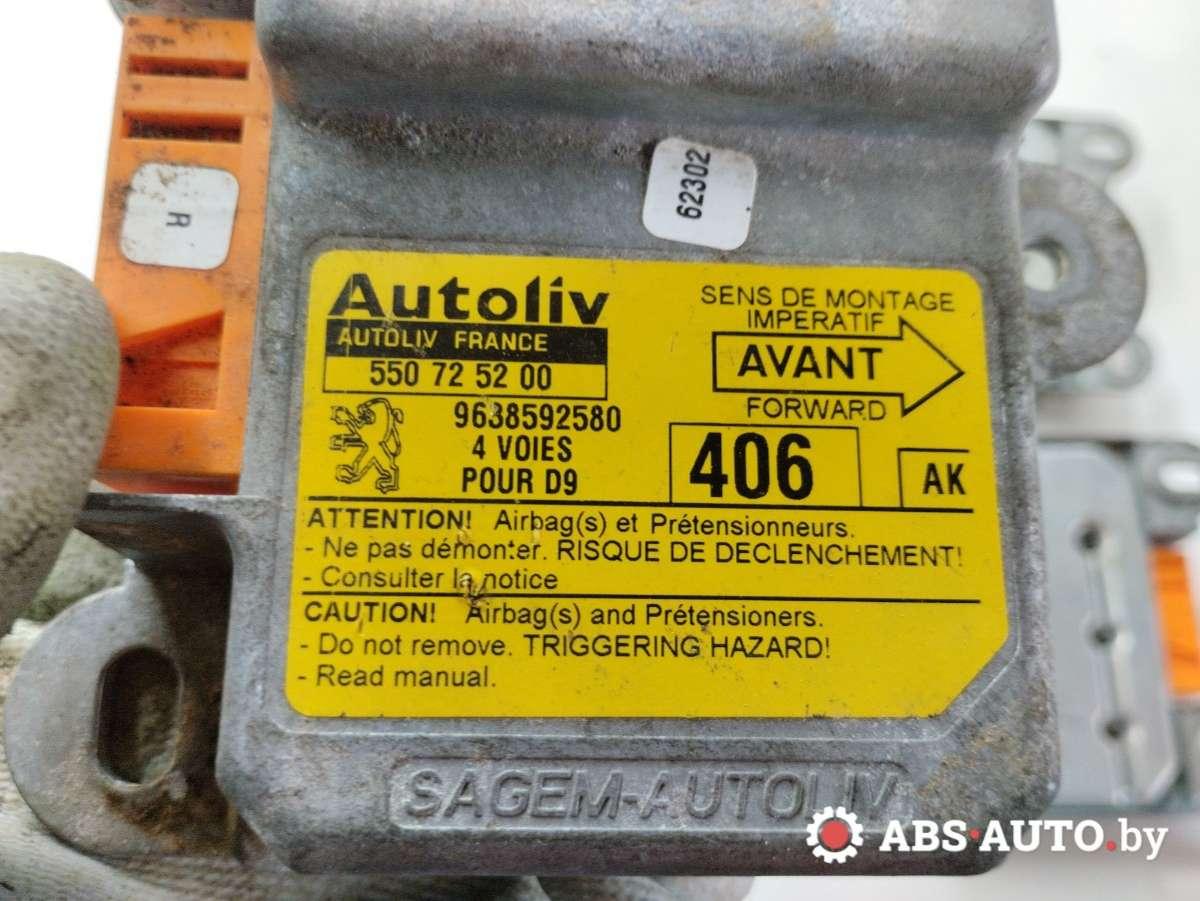 R
62302
Autoliv
AUTOLIV FRANCE
550 72 52 00
9638592580
4 VOIES
POUR D9
SENS DE MONTAGE
IMPERATIF
AVANT
FORWARD
406
AK
ATTENTION! Airbag(s) et Prétensionneurs.
- Ne pas démonter. RISQUE DE DECLENCHEMENT!
- Consulter la notice
CAUTION! Airbag(s) and Prétensioners.
- Do not remove. TRIGGERING HAZARD!
- Read manual.
SAGEM-AUTOLIV
ABS-AUTO.by